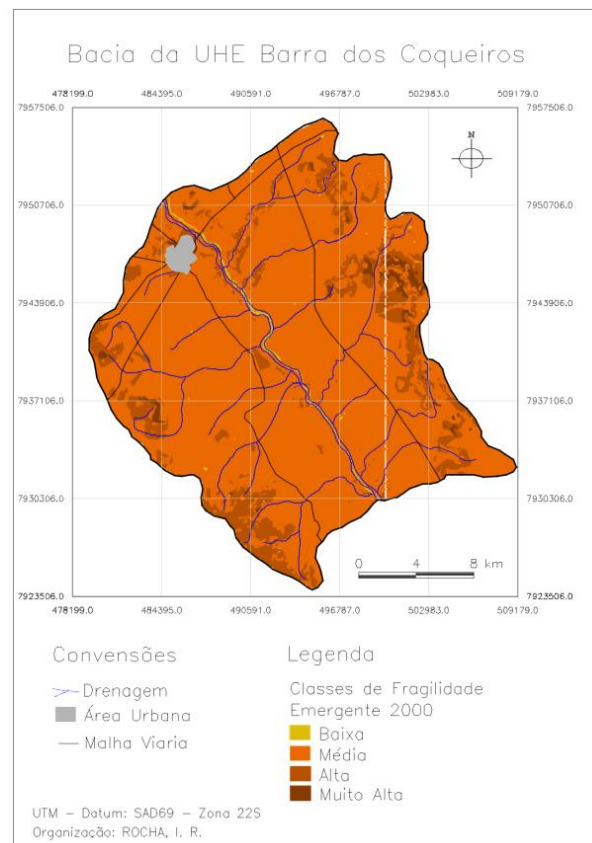 Bacia da UHE Barra dos Coqueiros
478199.0 484395.0 490591.0 496787.0 502983.0 509179.0
7957506.0 7957506.0
N
7950706.0 7950706.0
7943906.0 7943906.0
7937106.0 7937106.0
7930306.0 7930306.0
0 4 8 km
7923506.0 7923506.0
478199.0 484395.0 490591.0 496787.0 502983.0 509179.0
Convensões
Drenagem
Área Urbana
Malha Viaria
Legenda
Classes de Fragilidade
Emergente 2000
Baixa
Média
Alta
Muito Alta
UTM – Datum: SAD69 – Zona 22S
Organização: ROCHA, I. R.